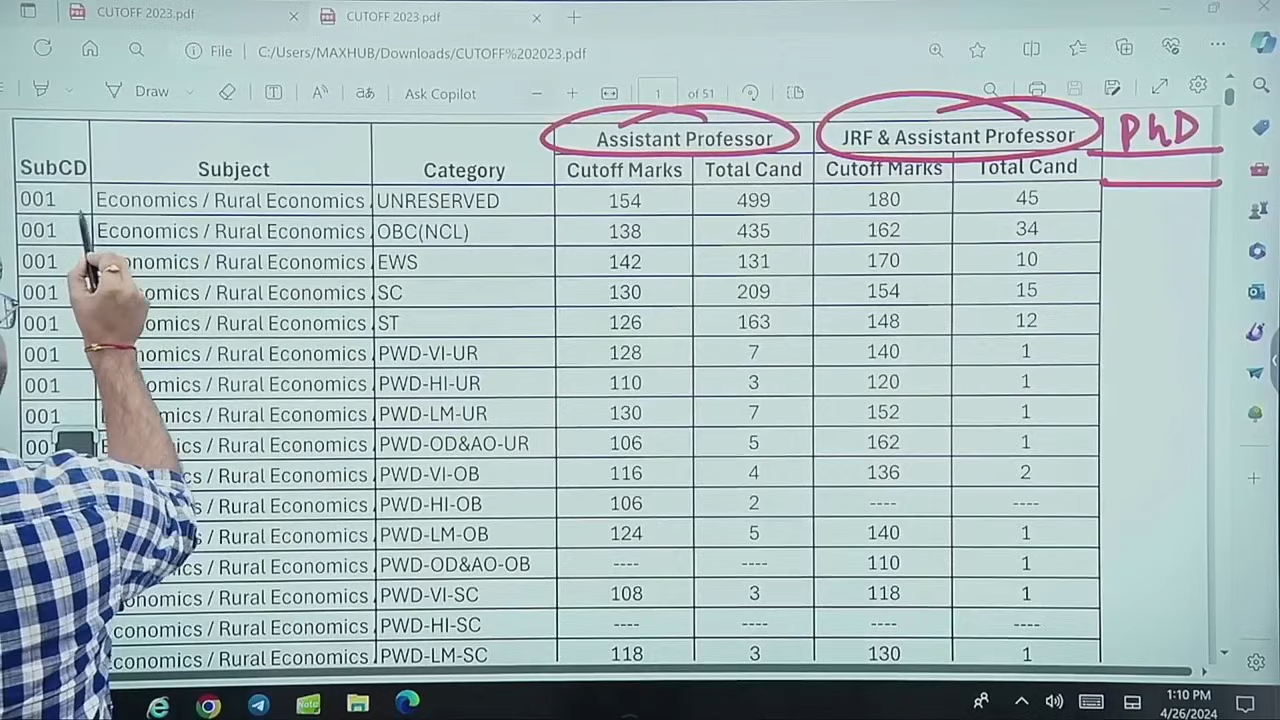 CUTOFF 2023.pdf
CUTOFF 2023.pdf
File C:/Users/MAXHUB/Downloads/CUTOFF%202023.pdf
Draw Ask Copilot 1 of 51
Assistant Professor JRF & Assistant Professor PhD
SubCD Subject Category Cutoff Marks Total Cand Cutoff Marks Total Cand
001 Economics / Rural Economics UNRESERVED 154 499 180 45
001 Economics / Rural Economics OBC(NCL) 138 435 162 34
001 onomics / Rural Economics EWS 142 131 170 10
001 omics / Rural Economics SC 130 209 154 15
001 omics / Rural Economics ST 126 163 148 12
001 nomics / Rural Economics PWD-VI-UR 128 7 140 1
001 omics / Rural Economics PWD-HI-UR 110 3 120 1
001 mics / Rural Economics PWD-LM-UR 130 7 152 1
00 ics / Rural Economics PWD-OD&AO-UR 106 5 162 1
s / Rural Economics PWD-VI-OB 116 4 136 2
s / Rural Economics PWD-HI-OB 106 2 ---- ----
s / Rural Economics PWD-LM-OB 124 5 140 1
ics / Rural Economics PWD-OD&AO-OB ---- ---- 110 1
onomics / Rural Economics PWD-VI-SC 108 3 118 1
conomics / Rural Economics PWD-HI-SC ---- ---- ---- ----
conomics / Rural Economics PWD-LM-SC 118 3 130 1
Note
1:10 PM
4/26/2024